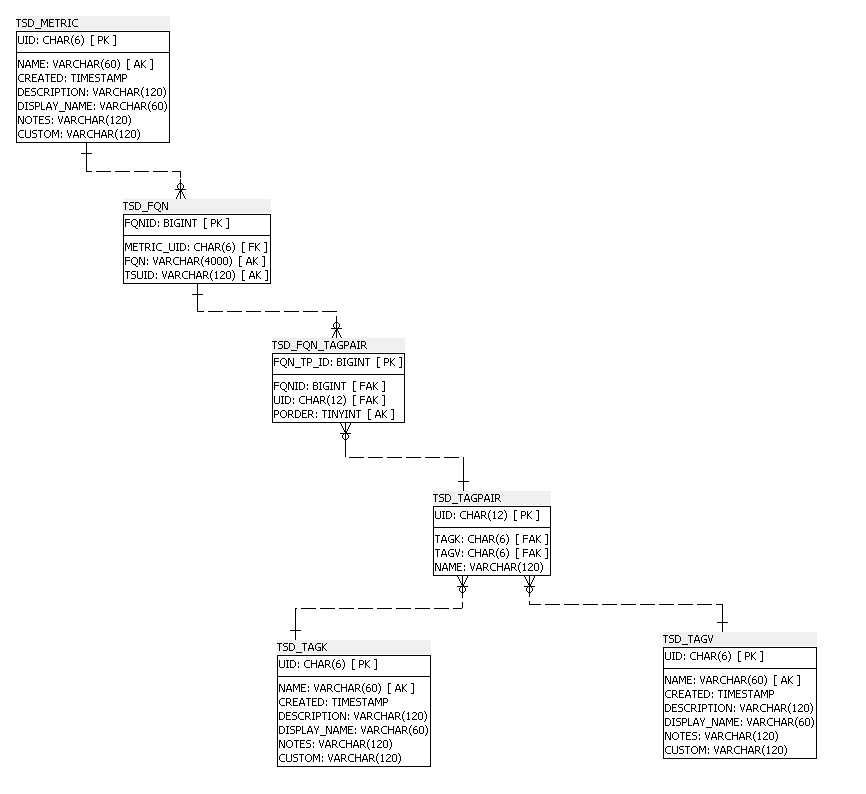 TSD_METRIC
UID: CHAR(6) [ PK ]
NAME: VARCHAR(60) [ AK ]
CREATED: TIMESTAMP
DESCRIPTION: VARCHAR(120)
DISPLAY_NAME: VARCHAR(60)
NOTES: VARCHAR(120)
CUSTOM: VARCHAR(120)
TSD_FQN
FQNID: BIGINT [ PK ]
METRIC_UID: CHAR(6) [ FK ]
FQN: VARCHAR(4000) [ AK ]
TSUID: VARCHAR(120) [ AK ]
TSD_FQN_TAGPAIR
FQN_TP_ID: BIGINT [ PK ]
FQNID: BIGINT [ FAK ]
UID: CHAR(12) [ FAK ]
PORDER: TINYINT [ AK ]
TSD_TAGPAIR
UID: CHAR(12) [ PK ]
TAGK: CHAR(6) [ FAK ]
TAGV: CHAR(6) [ FAK ]
NAME: VARCHAR(120)
TSD_TAGK
UID: CHAR(6) [ PK ]
NAME: VARCHAR(60) [ AK ]
CREATED: TIMESTAMP
DESCRIPTION: VARCHAR(120)
DISPLAY_NAME: VARCHAR(60)
NOTES: VARCHAR(120)
CUSTOM: VARCHAR(120)
TSD_TAGV
UID: CHAR(6) [ PK ]
NAME: VARCHAR(60) [ AK ]
CREATED: TIMESTAMP
DESCRIPTION: VARCHAR(120)
DISPLAY_NAME: VARCHAR(60)
NOTES: VARCHAR(120)
CUSTOM: VARCHAR(120)